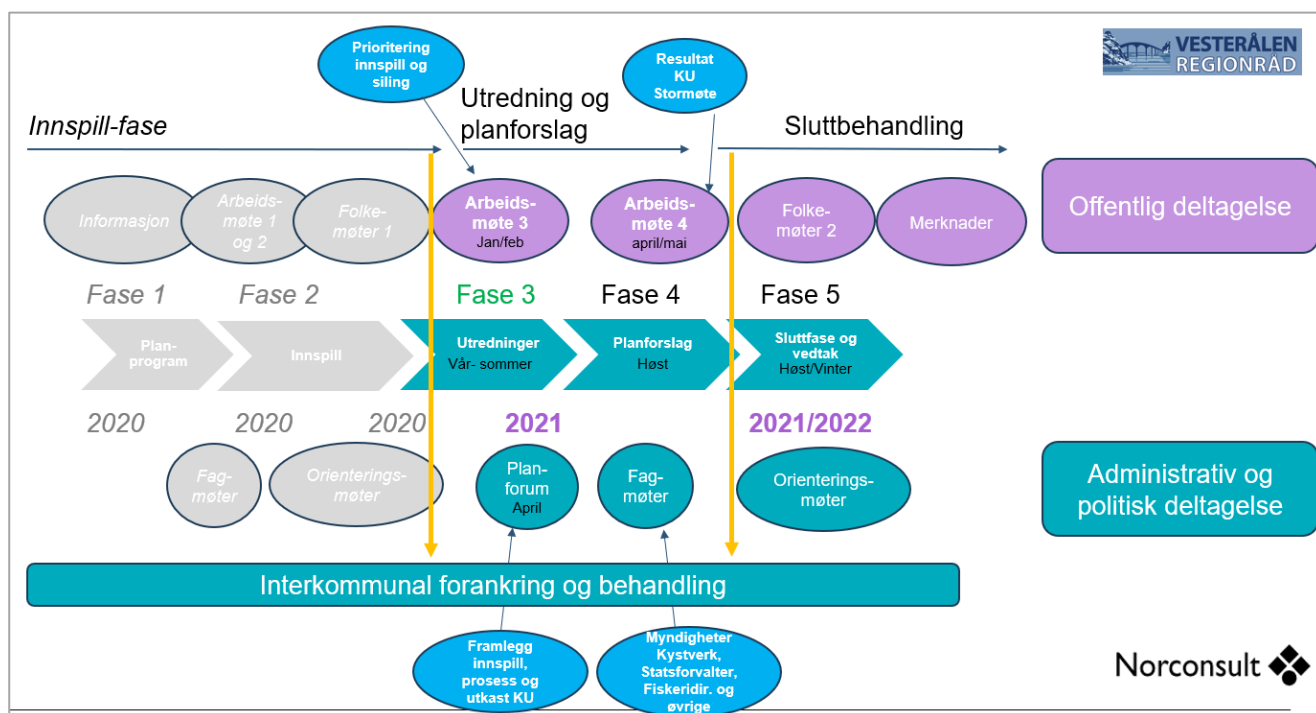 Prioritering
innspill og
siling
Resultat
KU
Stormøte
VESTERÅLEN
REGIONRÅD
Innspill-fase
Utredning og
planforslag
Sluttbehandling
Informasjon
Arbeids-
møte 1
og 2
Folke-
møter 1
Arbeids-
møte 3
Jan/feb
Arbeids-
møte 4
april/mai
Folke-
møter 2
Merknader
Offentlig deltagelse
Fase 1
Fase 2
Fase 3
Fase 4
Fase 5
Plan-
program
Innspill
Utredninger
Vår- sommer
Planforslag
Høst
Sluttfase og
vedtak
Høst/Vinter
2020
2020
2020
2021
2021/2022
Fag-
møter
Orienterings-
møter
Plan-
forum
April
Fag-
møter
Orienterings-
møter
Administrativ og
politisk deltagelse
Interkommunal forankring og behandling
Framlegg
innspill,
prosess og
utkast KU
Myndigheter
Kystverk,
Statsforvalter,
Fiskeridir. og
øvrige
Norconsult